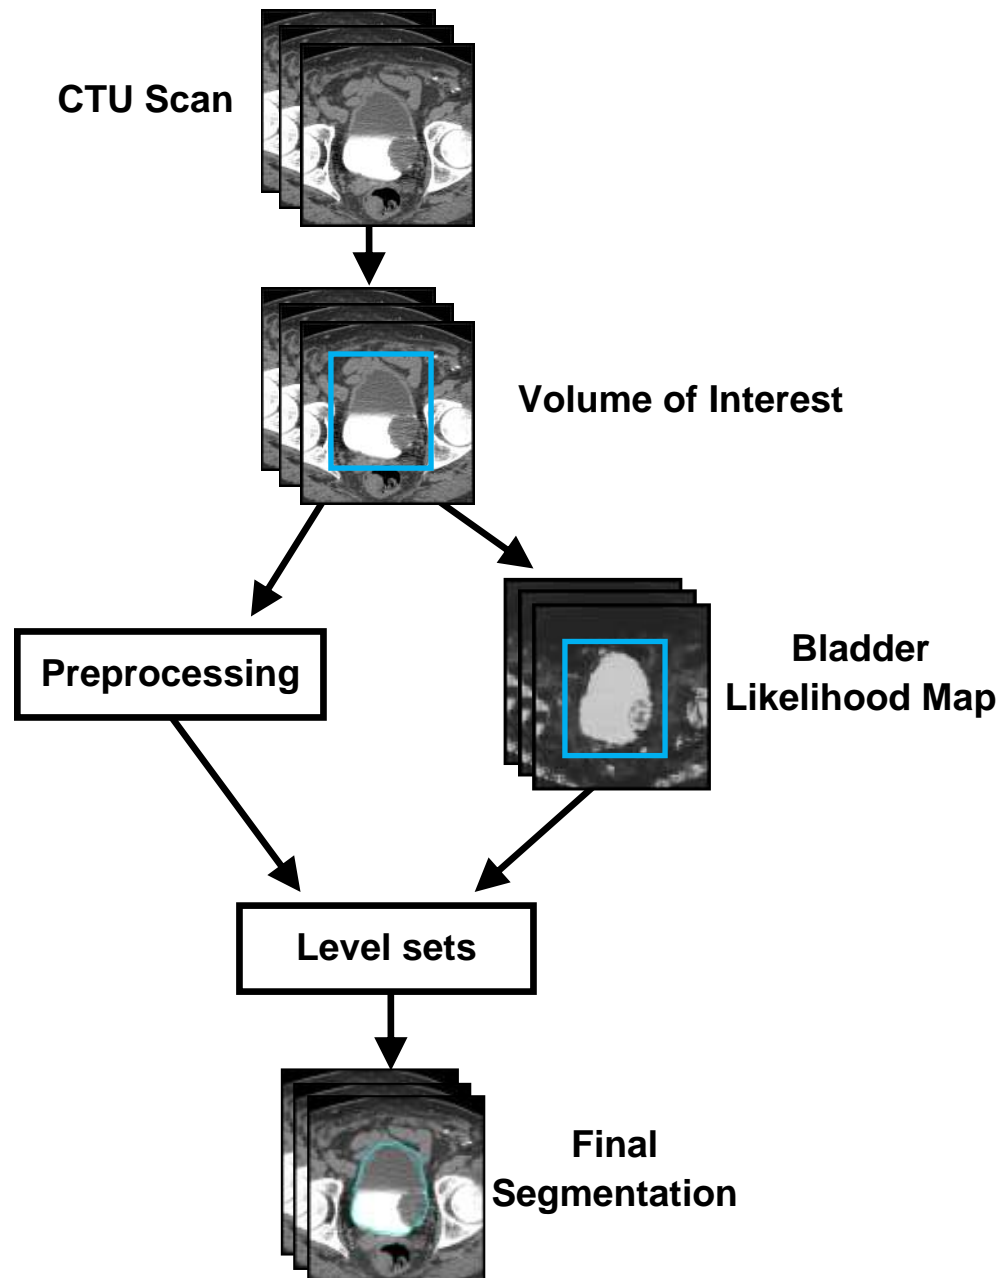 CTU Scan
Volume of Interest
Preprocessing
Bladder
Likelihood Map
Level sets
Final
Segmentation